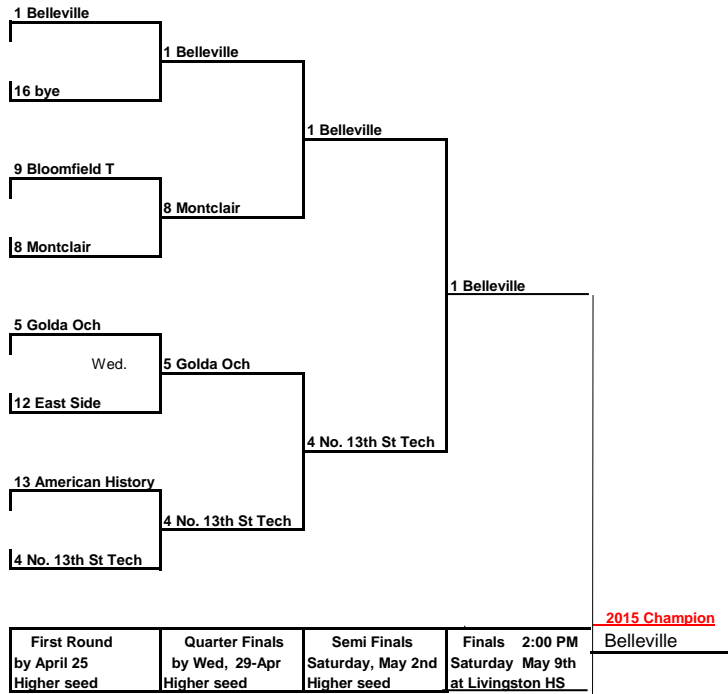 1 Belleville
1 Belleville
16 bye
1 Belleville
9 Bloomfield T
8 Montclair
8 Montclair
1 Belleville
5 Golda Och
Wed.
5 Golda Och
12 East Side
4 No. 13th St Tech
13 American History
4 No. 13th St Tech
4 No. 13th St Tech
2015 Champion
Belleville
First Round
by April 25
Higher seed
Quarter Finals
by Wed, 29-Apr
Higher seed
Semi Finals
Saturday, May 2nd
Higher seed
Finals 2:00 PM
Saturday May 9th
at Livingston HS